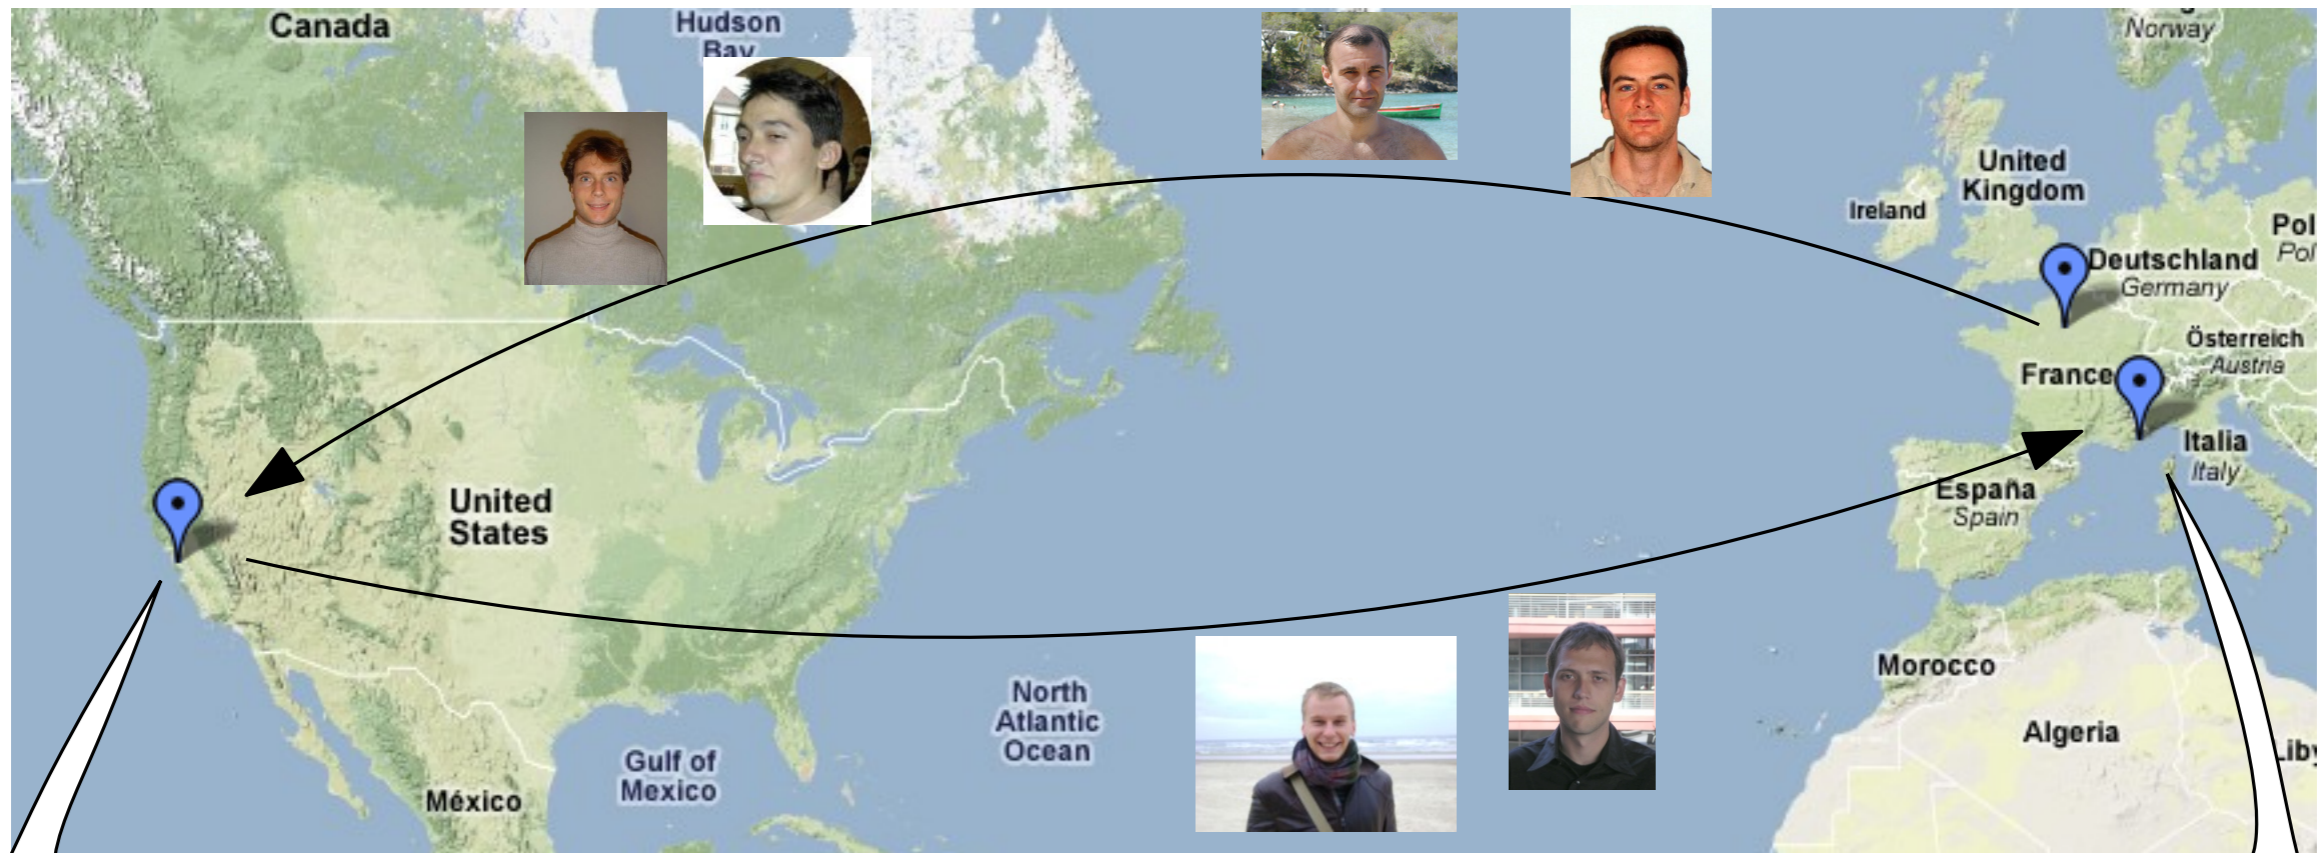 Canada
Hudson
Bay
Norway
United
Kingdom
Ireland
Pol
Pol
Deutschland
Germany
Österreich
Austria
France
Italia
Italy
United
States
España
Spain
Morocco
North
Atlantic
Ocean
Algeria
Gulf of
Mexico
México
Liby